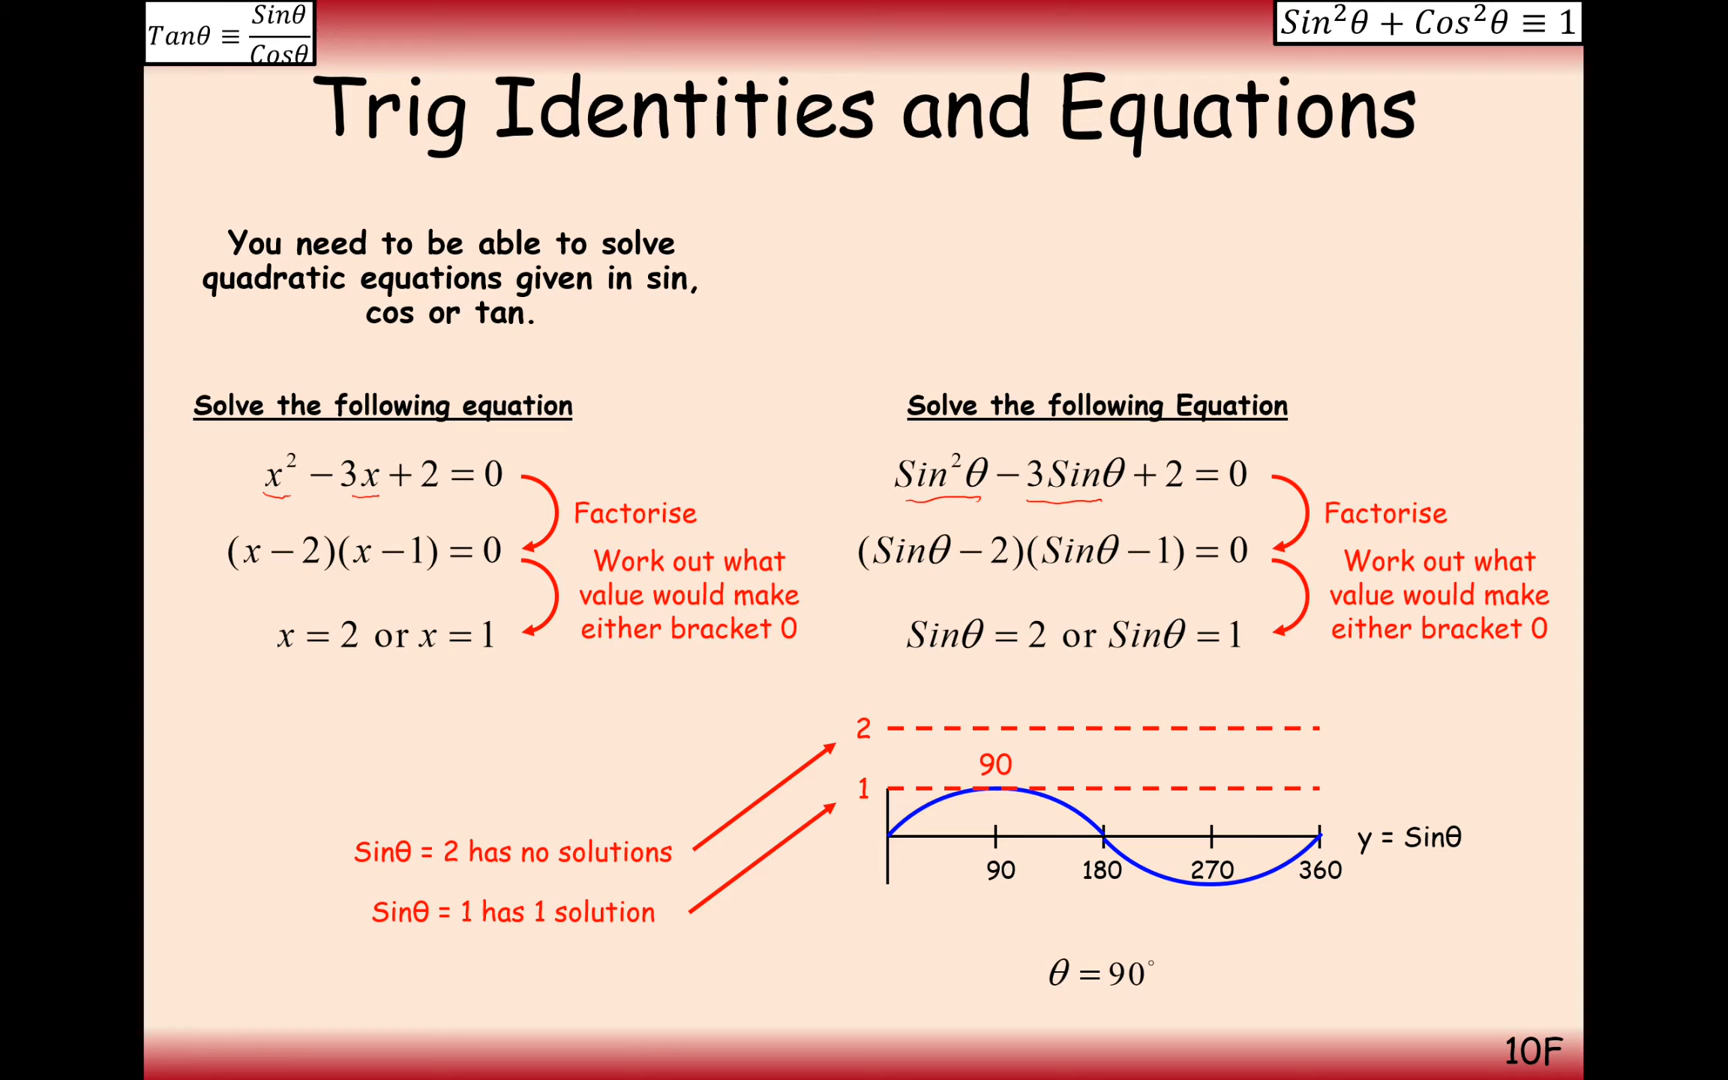 Tanθ ≡ Sinθ/Cosθ
Sin²θ + Cos²θ ≡ 1
Trig Identities and Equations
You need to be able to solve
quadratic equations given in sin,
cos or tan.
Solve the following equation
x² − 3x + 2 = 0
Factorise
(x − 2)(x − 1) = 0
Work out what
value would make
either bracket 0
x = 2 or x = 1
Solve the following Equation
Sin²θ − 3Sinθ + 2 = 0
Factorise
(Sinθ − 2)(Sinθ − 1) = 0
Work out what
value would make
either bracket 0
Sinθ = 2 or Sinθ = 1
2
90
1
y = Sinθ
90 180 270 360
Sinθ = 2 has no solutions
Sinθ = 1 has 1 solution
θ = 90°
10F